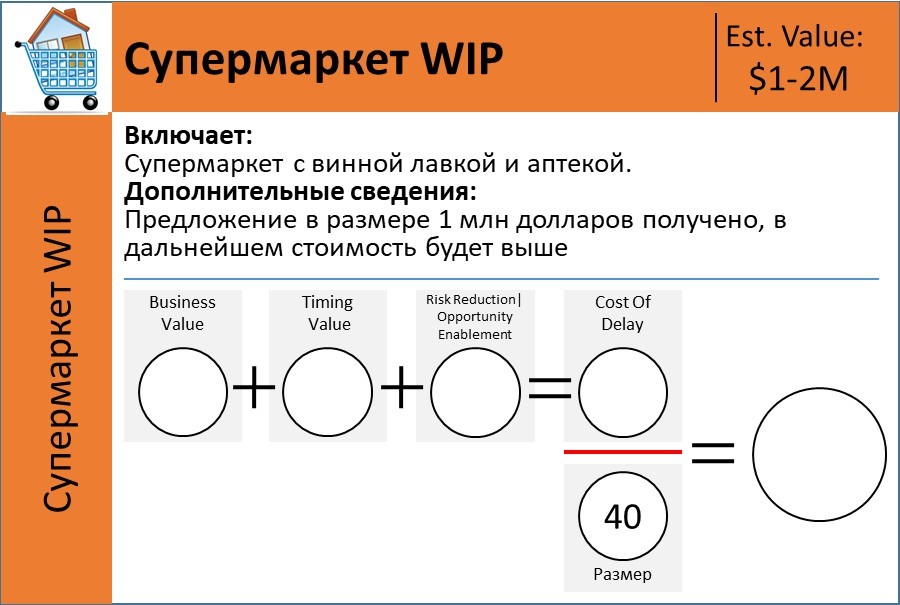 Супермаркет WIP
Est. Value:
$1-2M
Супермаркет WIP
Включает:
Супермаркет с винной лавкой и аптекой.
Дополнительные сведения:
Предложение в размере 1 млн долларов получено, в
дальнейшем стоимость будет выше
Business
Value
+
Timing
Value
+
Risk Reduction|
Opportunity
Enablement
=
Cost Of
Delay
=
40
Размер